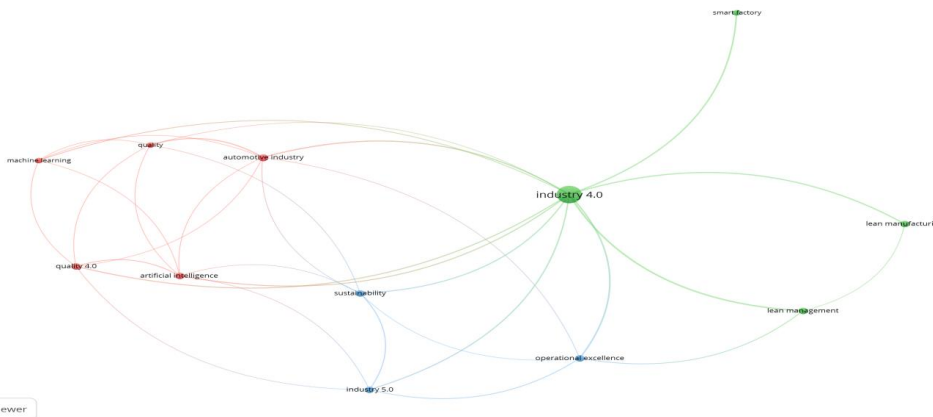 smart factory
quality
automotive industry
machine learning
industry 4.0
lean manufacturi
quality 4.0
artificial intelligence
sustainability
lean management
operational excellence
industry 5.0
ewer